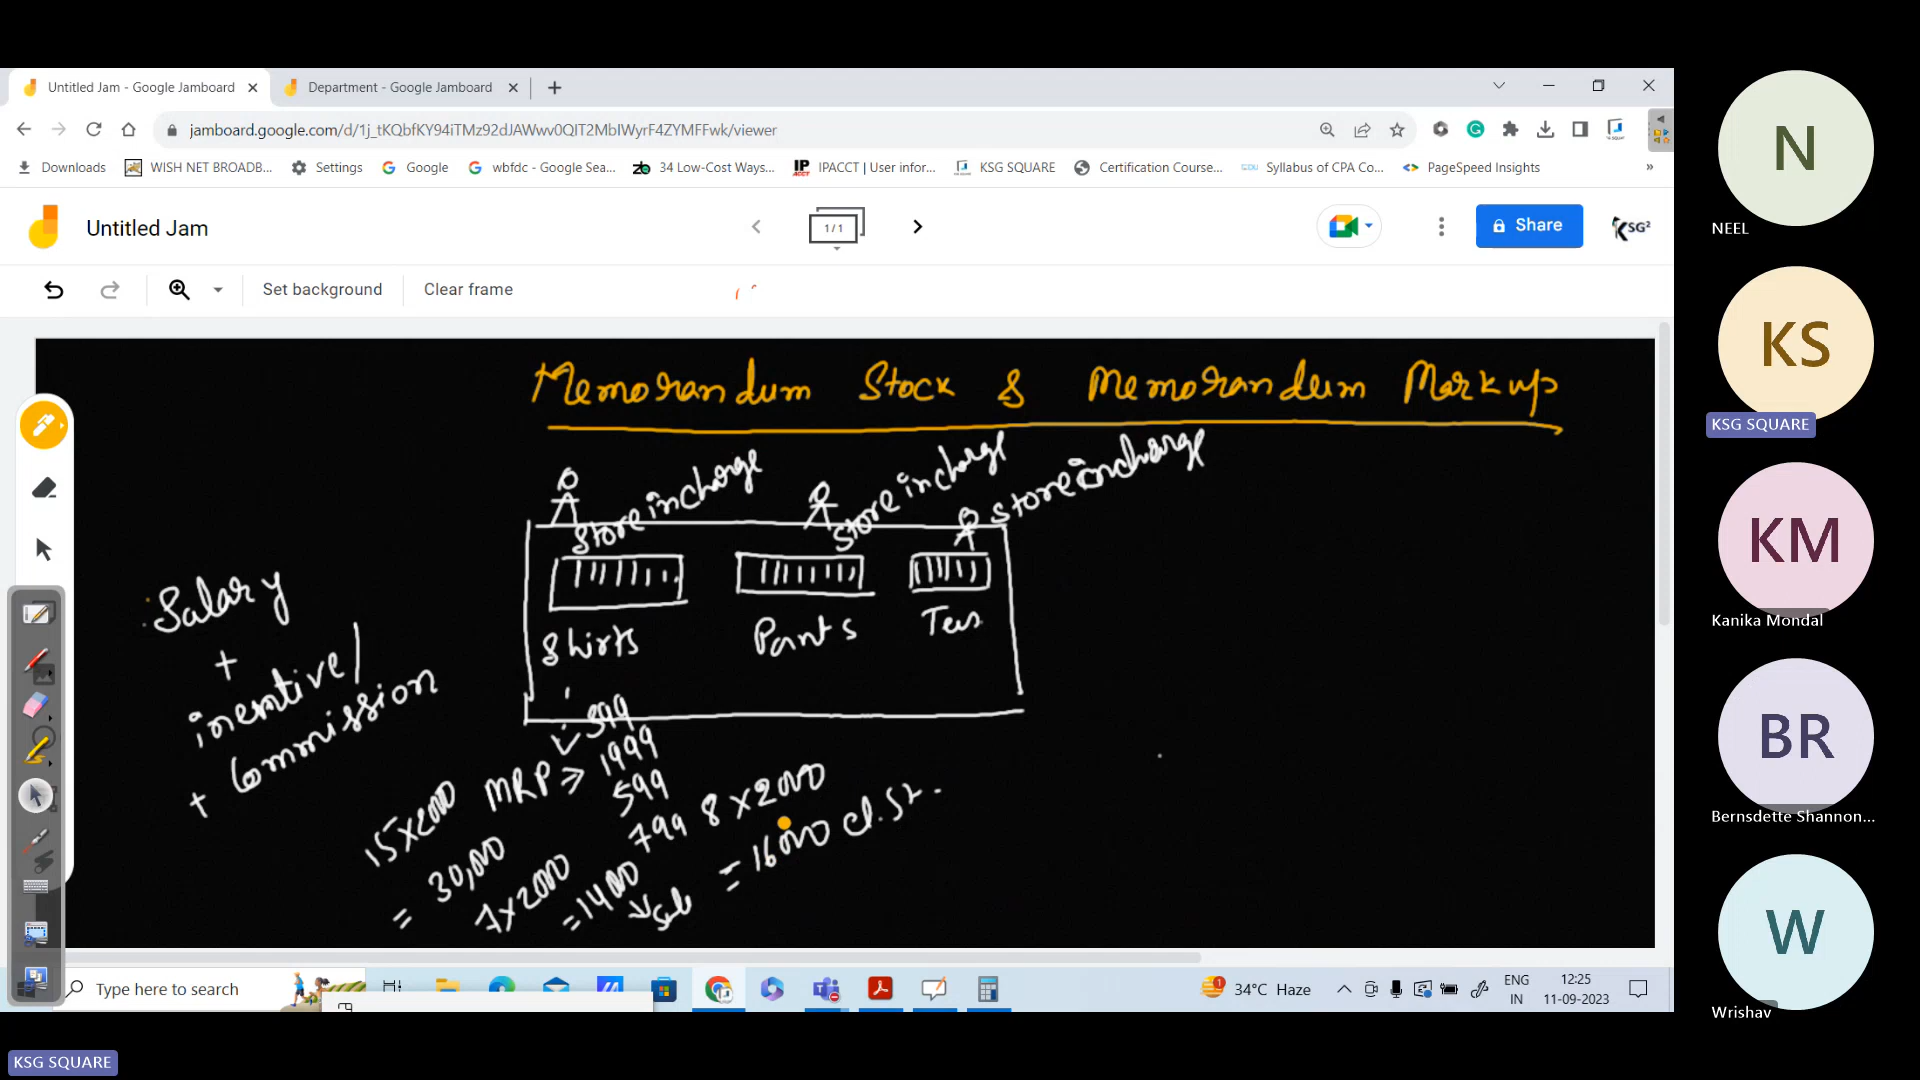 Untitled Jam - Google Jamboard
Department - Google Jamboard
jamboard.google.com/d/1j_tKQbfKY94iTMz92dJAWwv0QIT2MbIWyrF4ZYMFFwk/viewer
Downloads
WISH NET BROADB...
Settings
Google
wbfdc - Google Sea...
34 Low-Cost Ways...
IPACCT | User infor...
KSG SQUARE
Certification Course...
Syllabus of CPA Co...
PageSpeed Insights
»
Untitled Jam
1 / 1
Share
KSG²
Set background
Clear frame
Memorandum Stock & Memorandum Markup
Store incharge
Store incharge
Store incharge
Shirts
Pants
Salary
+
incentive/
commission
+
599
1999
599
799
MRP ⇒
15x2000
= 30,000
7x2000
=14000
8x2000
=16000 cl. St.
Type here to search
34°C Haze
ENG
IN
12:25
11-09-2023
N
NEEL
KS
KSG SQUARE
KM
Kanika Mondal
BR
Bernsdette Shannon...
W
Wrishav
KSG SQUARE